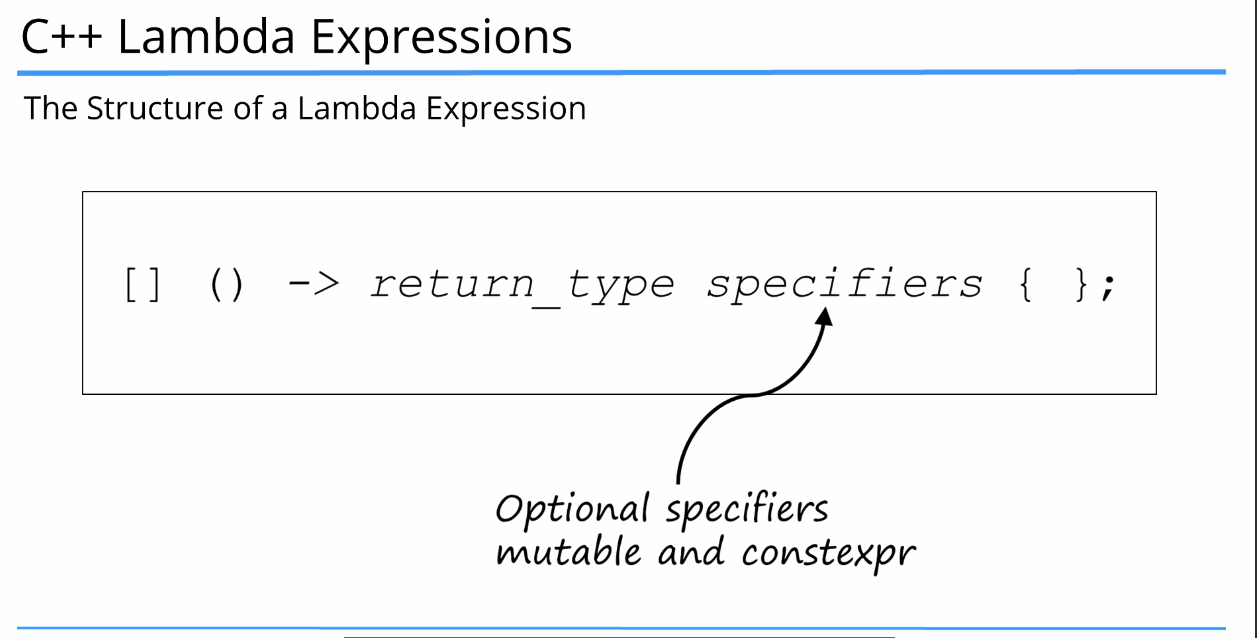 C++ Lambda Expressions
The Structure of a Lambda Expression
[] () -> return_type specifiers { };
Optional specifiers
mutable and constexpr